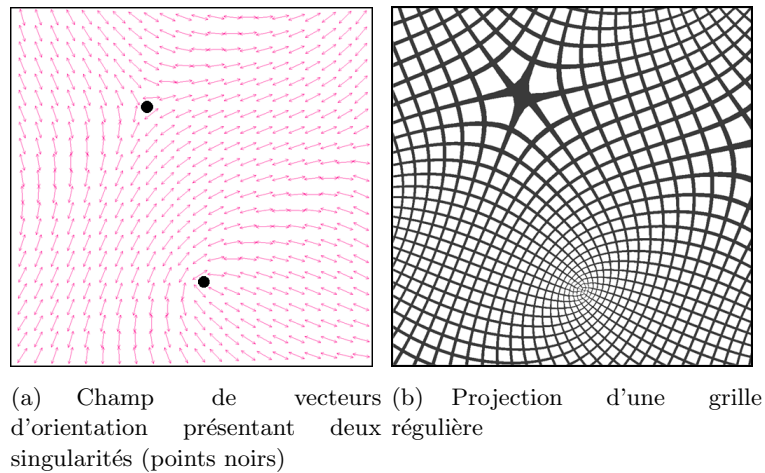 (a) Champ de vecteurs
d'orientation présentant deux
singularités (points noirs)
(b) Projection d'une grille
régulière